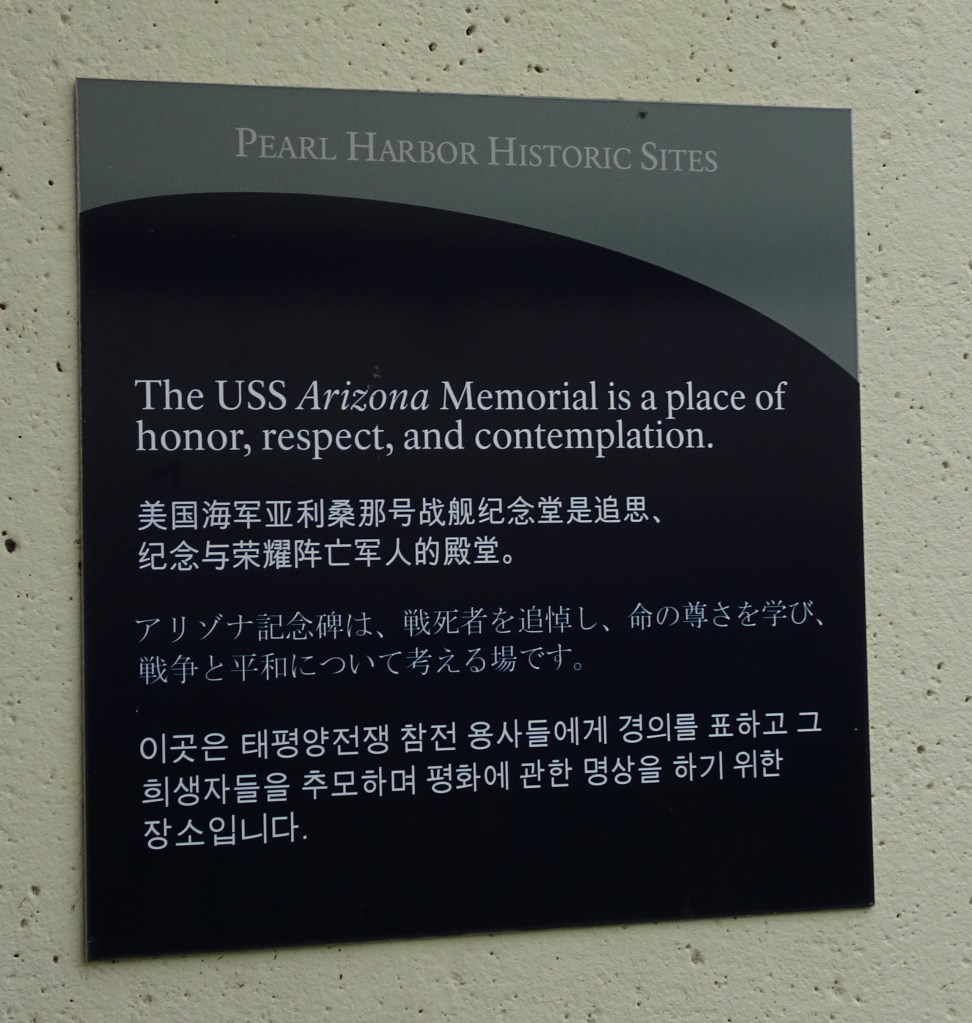 PEARL HARBOR HISTORIC SITES
The USS Arizona Memorial is a place of
honor, respect, and contemplation.
美国海军亚利桑那号战舰纪念堂是追思、
纪念与荣耀阵亡军人的殿堂。
アリゾナ記念碑は、戦死者を追悼し、命の尊さを学び、
戦争と平和について考える場です。
이곳은 태평양전쟁 참전 용사들에게 경의를 표하고 그
희생자들을 추모하며 평화에 관한 명상을 하기 위한
장소입니다.